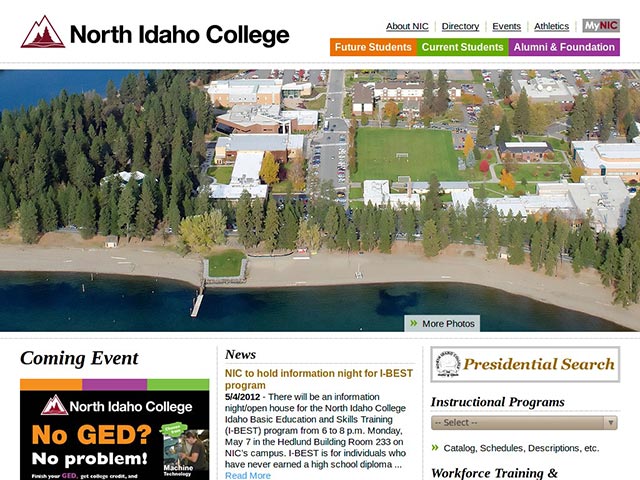 North Idaho College
About NIC
Directory
Events
Athletics
MyNIC
Future Students
Current Students
Alumni & Foundation
» More Photos
Coming Event
North Idaho College
No GED?
No problem!
Finish your GED, get college credit, and
Machine
Technology
News
NIC to hold information night for I-BEST
program
5/4/2012 - There will be an information
night/open house for the North Idaho College
Idaho Basic Education and Skills Training
(I-BEST) program from 6 to 8 p.m. Monday,
May 7 in the Hedlund Building Room 233 on
NIC's campus. I-BEST is for individuals who
have never earned a high school diploma ...
Read More
Presidential Search
Instructional Programs
-- Select --
» Catalog, Schedules, Descriptions, etc.
Workforce Training &